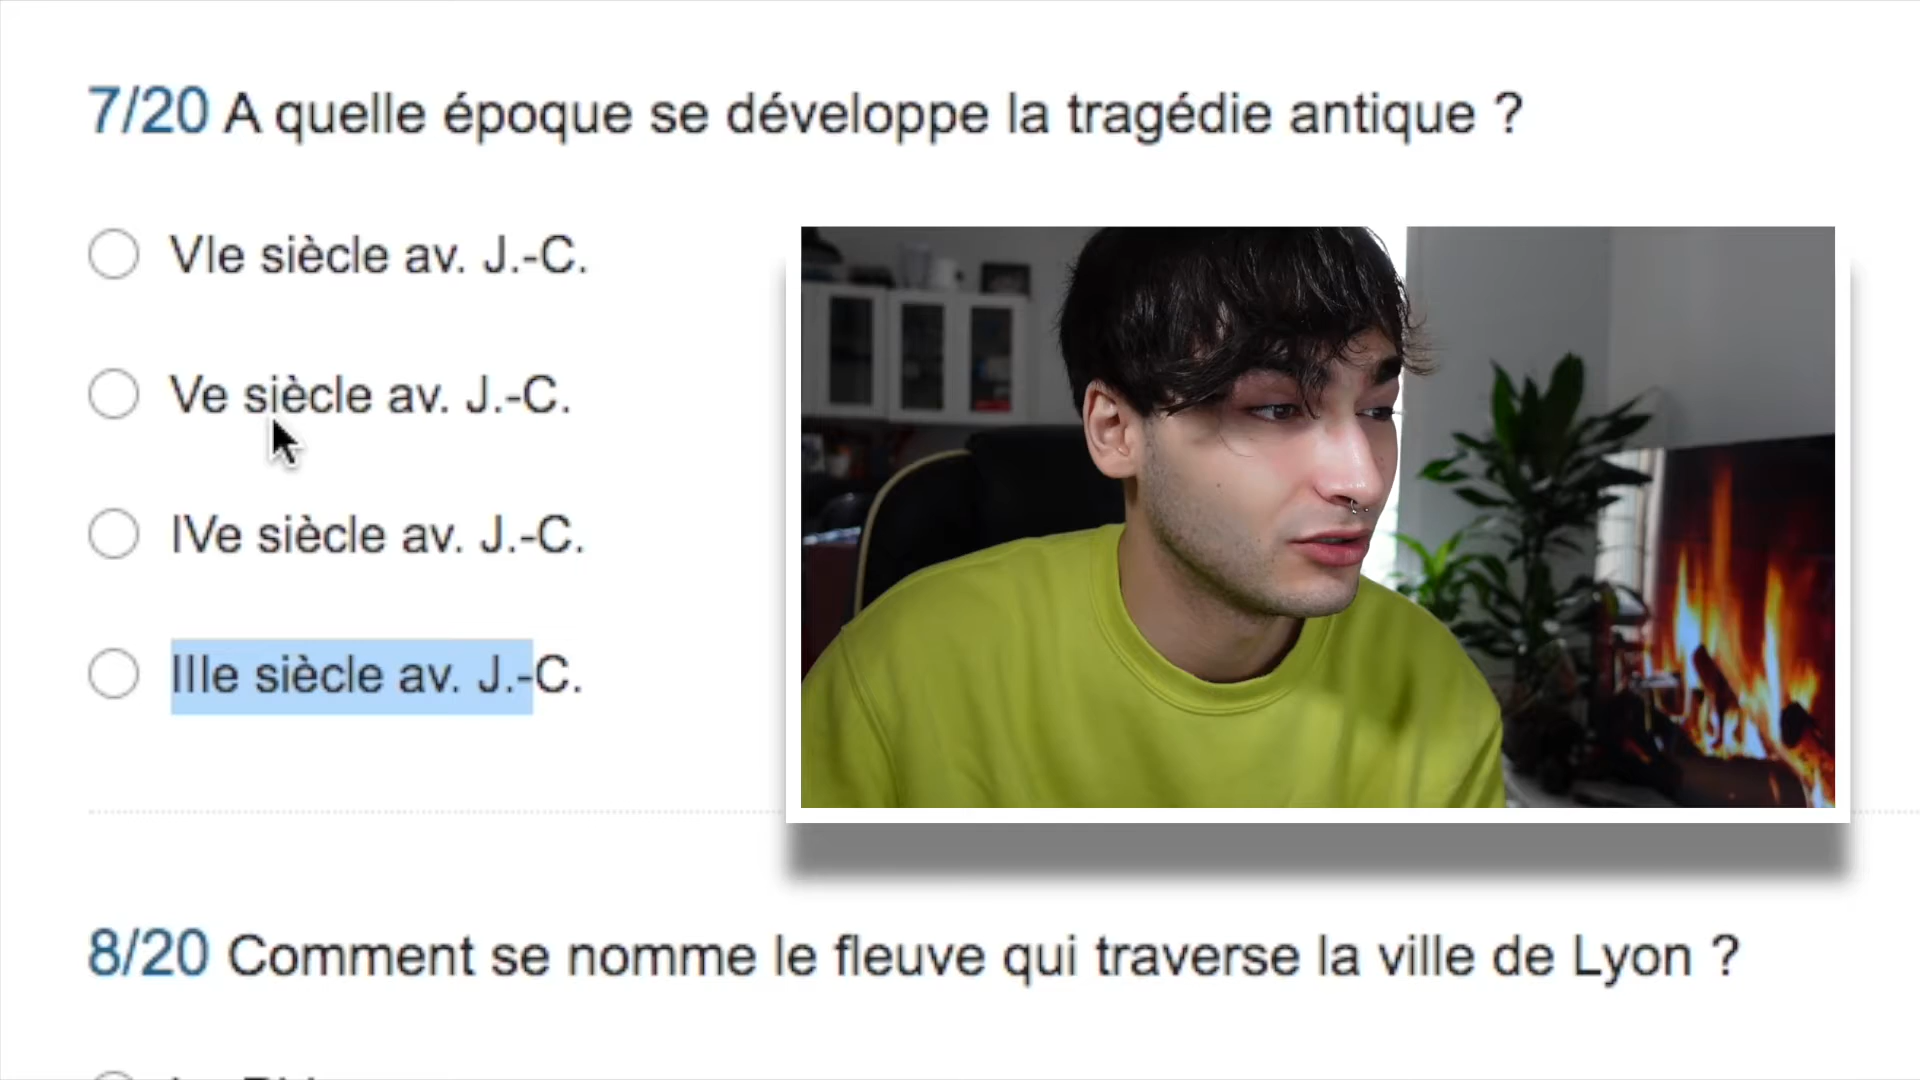 7/20 A quelle époque se développe la tragédie antique ?
VIe siècle av. J.-C.
Ve siècle av. J.-C.
IVe siècle av. J.-C.
IIIe siècle av. J.-C.
8/20 Comment se nomme le fleuve qui traverse la ville de Lyon ?